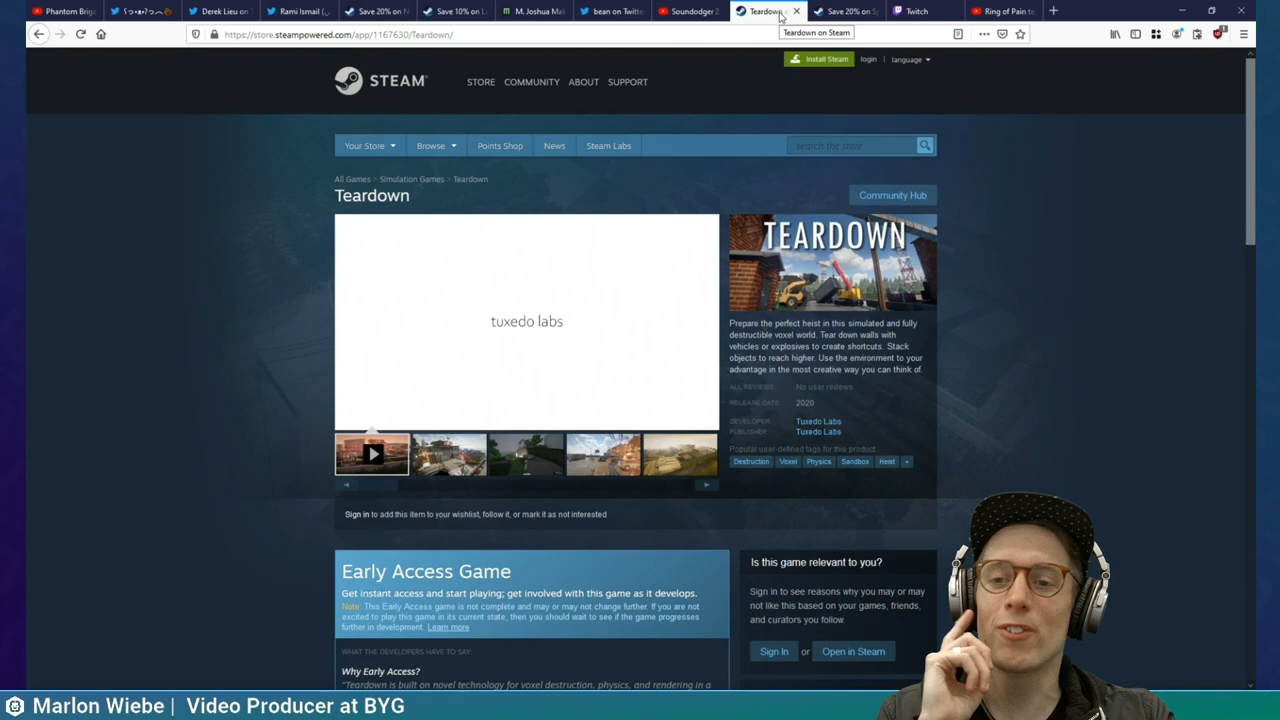 Phantom Briga
Derek Lieu on
Rami Ismail (
Save 20% on N
Save 10% on L
M. Joshua Mak
bean on Twitte
Soundodger 2
Teardown
Save 20% on Sp
Twitch
Ring of Pain te
https://store.steampowered.com/app/1167630/Teardown/
Teardown on Steam
Install Steam
login
language
STEAM®
STORE
COMMUNITY
ABOUT
SUPPORT
Your Store
Browse
Points Shop
News
Steam Labs
search the store
All Games > Simulation Games > Teardown
Teardown
Community Hub
tuxedo labs
TEARDOWN
Prepare the perfect heist in this simulated and fully
destructible voxel world. Tear down walls with
vehicles or explosives to create shortcuts. Stack
objects to reach higher. Use the environment to your
advantage in the most creative way you can think of.
ALL REVIEWS: No user reviews
RELEASE DATE: 2020
DEVELOPER: Tuxedo Labs
PUBLISHER: Tuxedo Labs
Popular user-defined tags for this product:
Destruction Voxel Physics Sandbox Heist +
Sign in to add this item to your wishlist, follow it, or mark it as not interested
Early Access Game
Get instant access and start playing; get involved with this game as it develops.
Note: This Early Access game is not complete and may or may not change further. If you are
not excited to play this game in its current state, then you should wait to see if the game progresses
further in development. Learn more
WHAT THE DEVELOPERS HAVE TO SAY:
Why Early Access?
"Teardown is built on novel technology for voxel destruction, physics, and rendering in a
Is this game relevant to you?
Sign in to see reasons why you may or may
not like this based on your games, friends,
and curators you follow.
Sign In or Open in Steam
Marlon Wiebe | Video Producer at BYG